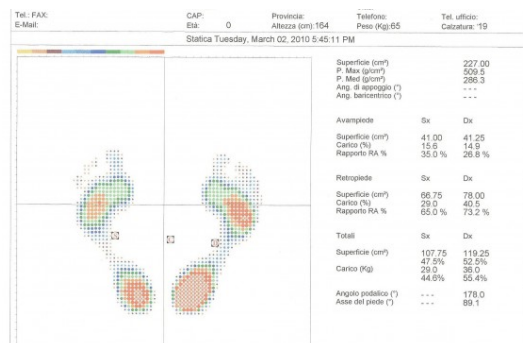 Tel.: FAX: CAP: Provincia: Telefono: Tel. ufficio:
E-Mail: Eta: 0 Altezza (cm):164 Peso (Kg):65 Calzatura: '19
Statica Tuesday, March 02, 2010 5:45:11 PM
Superficie (cm²) 227.00
P. Max (g/cm²) 509.5
P. Med (g/cm²) 286.3
Ang. di appoggio (°) - - -
Ang. baricentrico (°) - - -
Avampiede Sx Dx
Superficie (cm²) 41.00 41.25
Carico (%) 15.6 14.9
Rapporto RA % 35.0 % 26.8 %
Retropiede Sx Dx
Superficie (cm²) 66.75 78.00
Carico (%) 29.0 40.5
Rapporto RA % 65.0 % 73.2 %
Totali Sx Dx
Superficie (cm²) 107.75 119.25
47.5% 52.5%
Carico (Kg) 29.0 36.0
44.6% 55.4%
Angolo podalico (°) - - - 178.0
Asse del piede (°) - - - 89.1